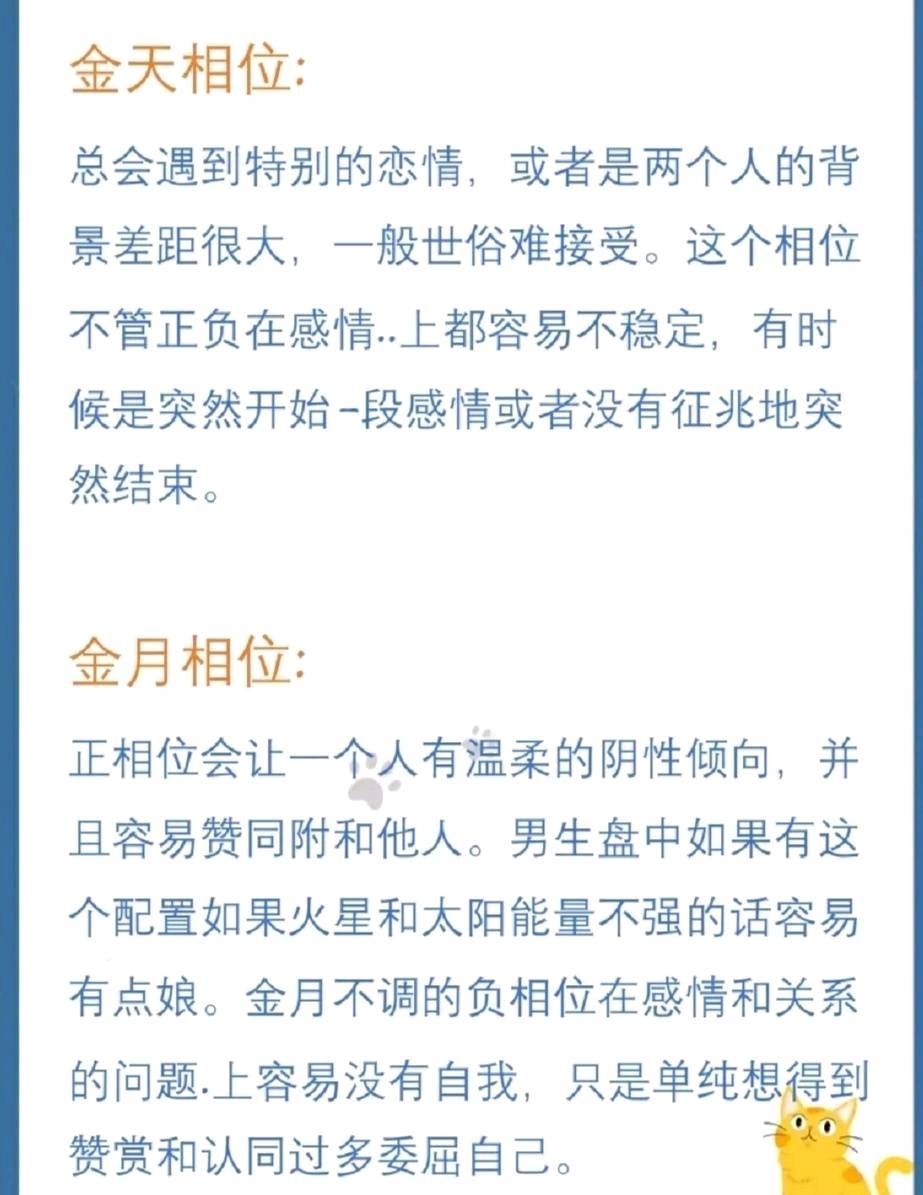 金天相位:
总会遇到特别的恋情，或者是两个人的背
景差距很大，一般世俗难接受。这个相位
不管正负在感情..上都容易不稳定，有时
候是突然开始-段感情或者没有征兆地突
然结束。
金月相位:
正相位会让一个人有温柔的阴性倾向，并
且容易赞同附和他人。男生盘中如果有这
个配置如果火星和太阳能量不强的话容易
有点娘。金月不调的负相位在感情和关系
的问题.上容易没有自我，只是单纯想得到
赞赏和认同过多委屈自己。